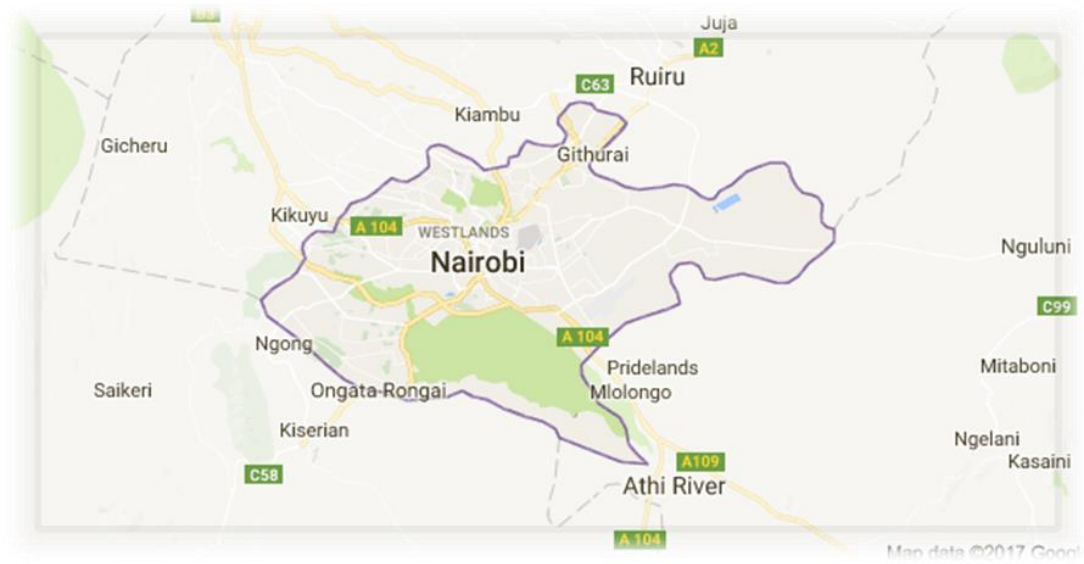 Juja
A2
C63
Ruiru
Kiambu
Gicheru
Githurai
Kikuyu
A 104
WESTLANDS
Nairobi
Nguluni
C99
Ngong
A 104
Pridelands
Mitaboni
Saikeri
Ongata Rongai
Mlolongo
Kiserian
Ngelani
Kasaini
C58
A109
Athi River
A 104
Map data ©2017 Googl